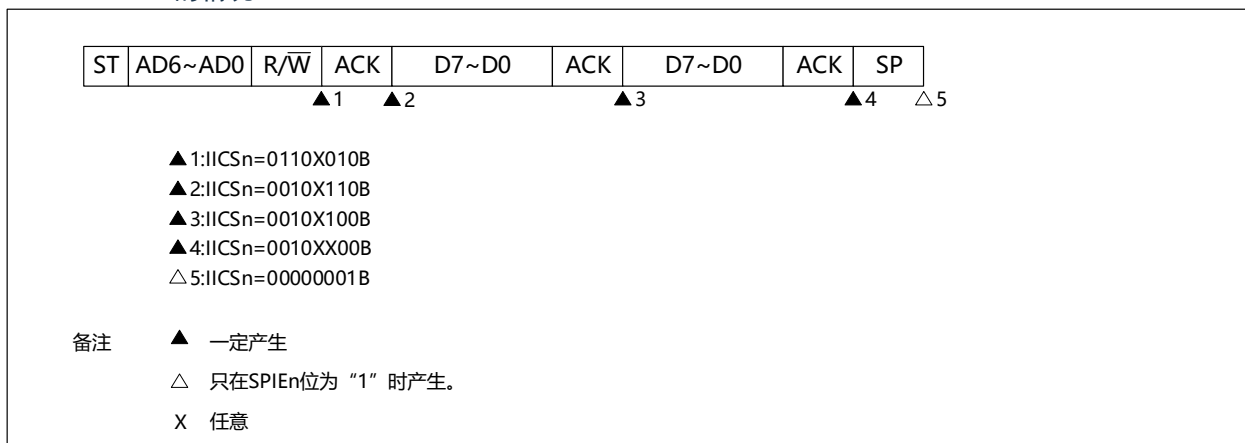 ST AD6~AD0 R/W̅ ACK D7~D0 ACK D7~D0 ACK SP
▲1 ▲2 ▲3 ▲4 △5
▲1:IICSn=0110X010B
▲2:IICSn=0010X110B
▲3:IICSn=0010X100B
▲4:IICSn=0010XX00B
△5:IICSn=00000001B
备注 ▲ 一定产生
△ 只在SPIEn位为“1”时产生。
X 任意